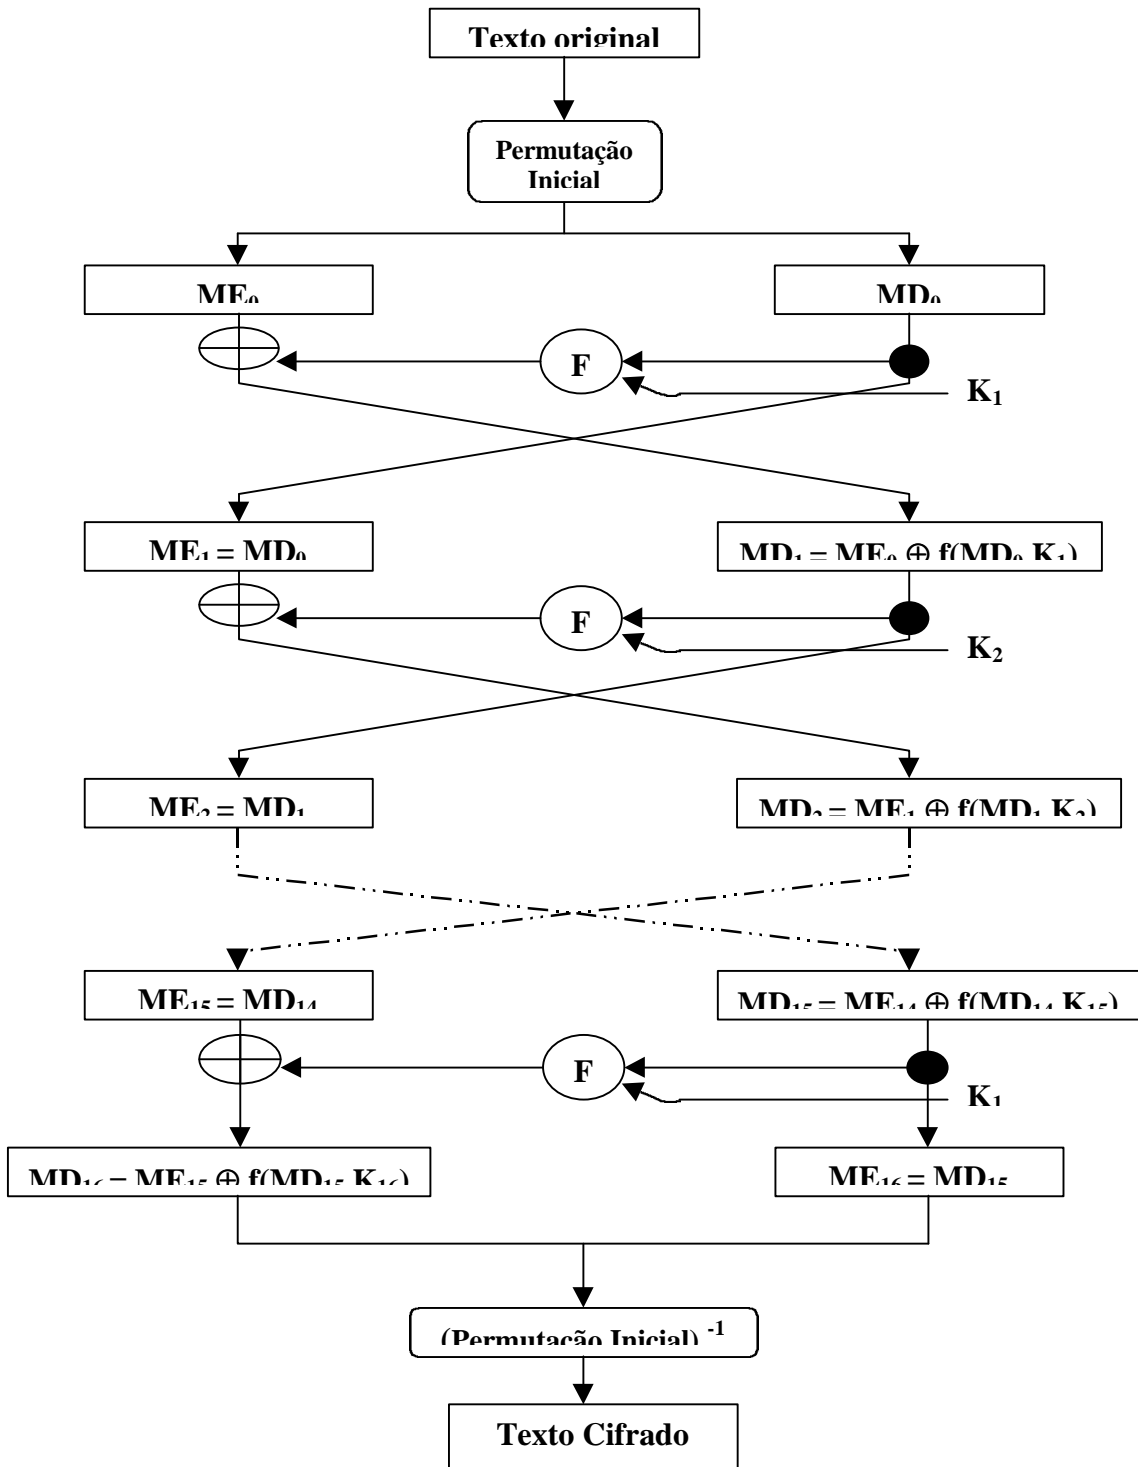 Texto original
Permutação
Inicial
ME₀
MD₀
F
K₁
ME₁ = MD₀
MD₁ = ME₀ ⊕ f(MD₀,K₁)
F
K₂
ME₂ = MD₁
MD₂ = ME₁ ⊕ f(MD₁,K₂)
ME₁₅ = MD₁₄
MD₁₅ = ME₁₄ ⊕ f(MD₁₄,K₁₅)
F
K₁
MD₁₆ = ME₁₅ ⊕ f(MD₁₅,K₁₆)
ME₁₆ = MD₁₅
(Permutação Inicial) ⁻¹
Texto Cifrado